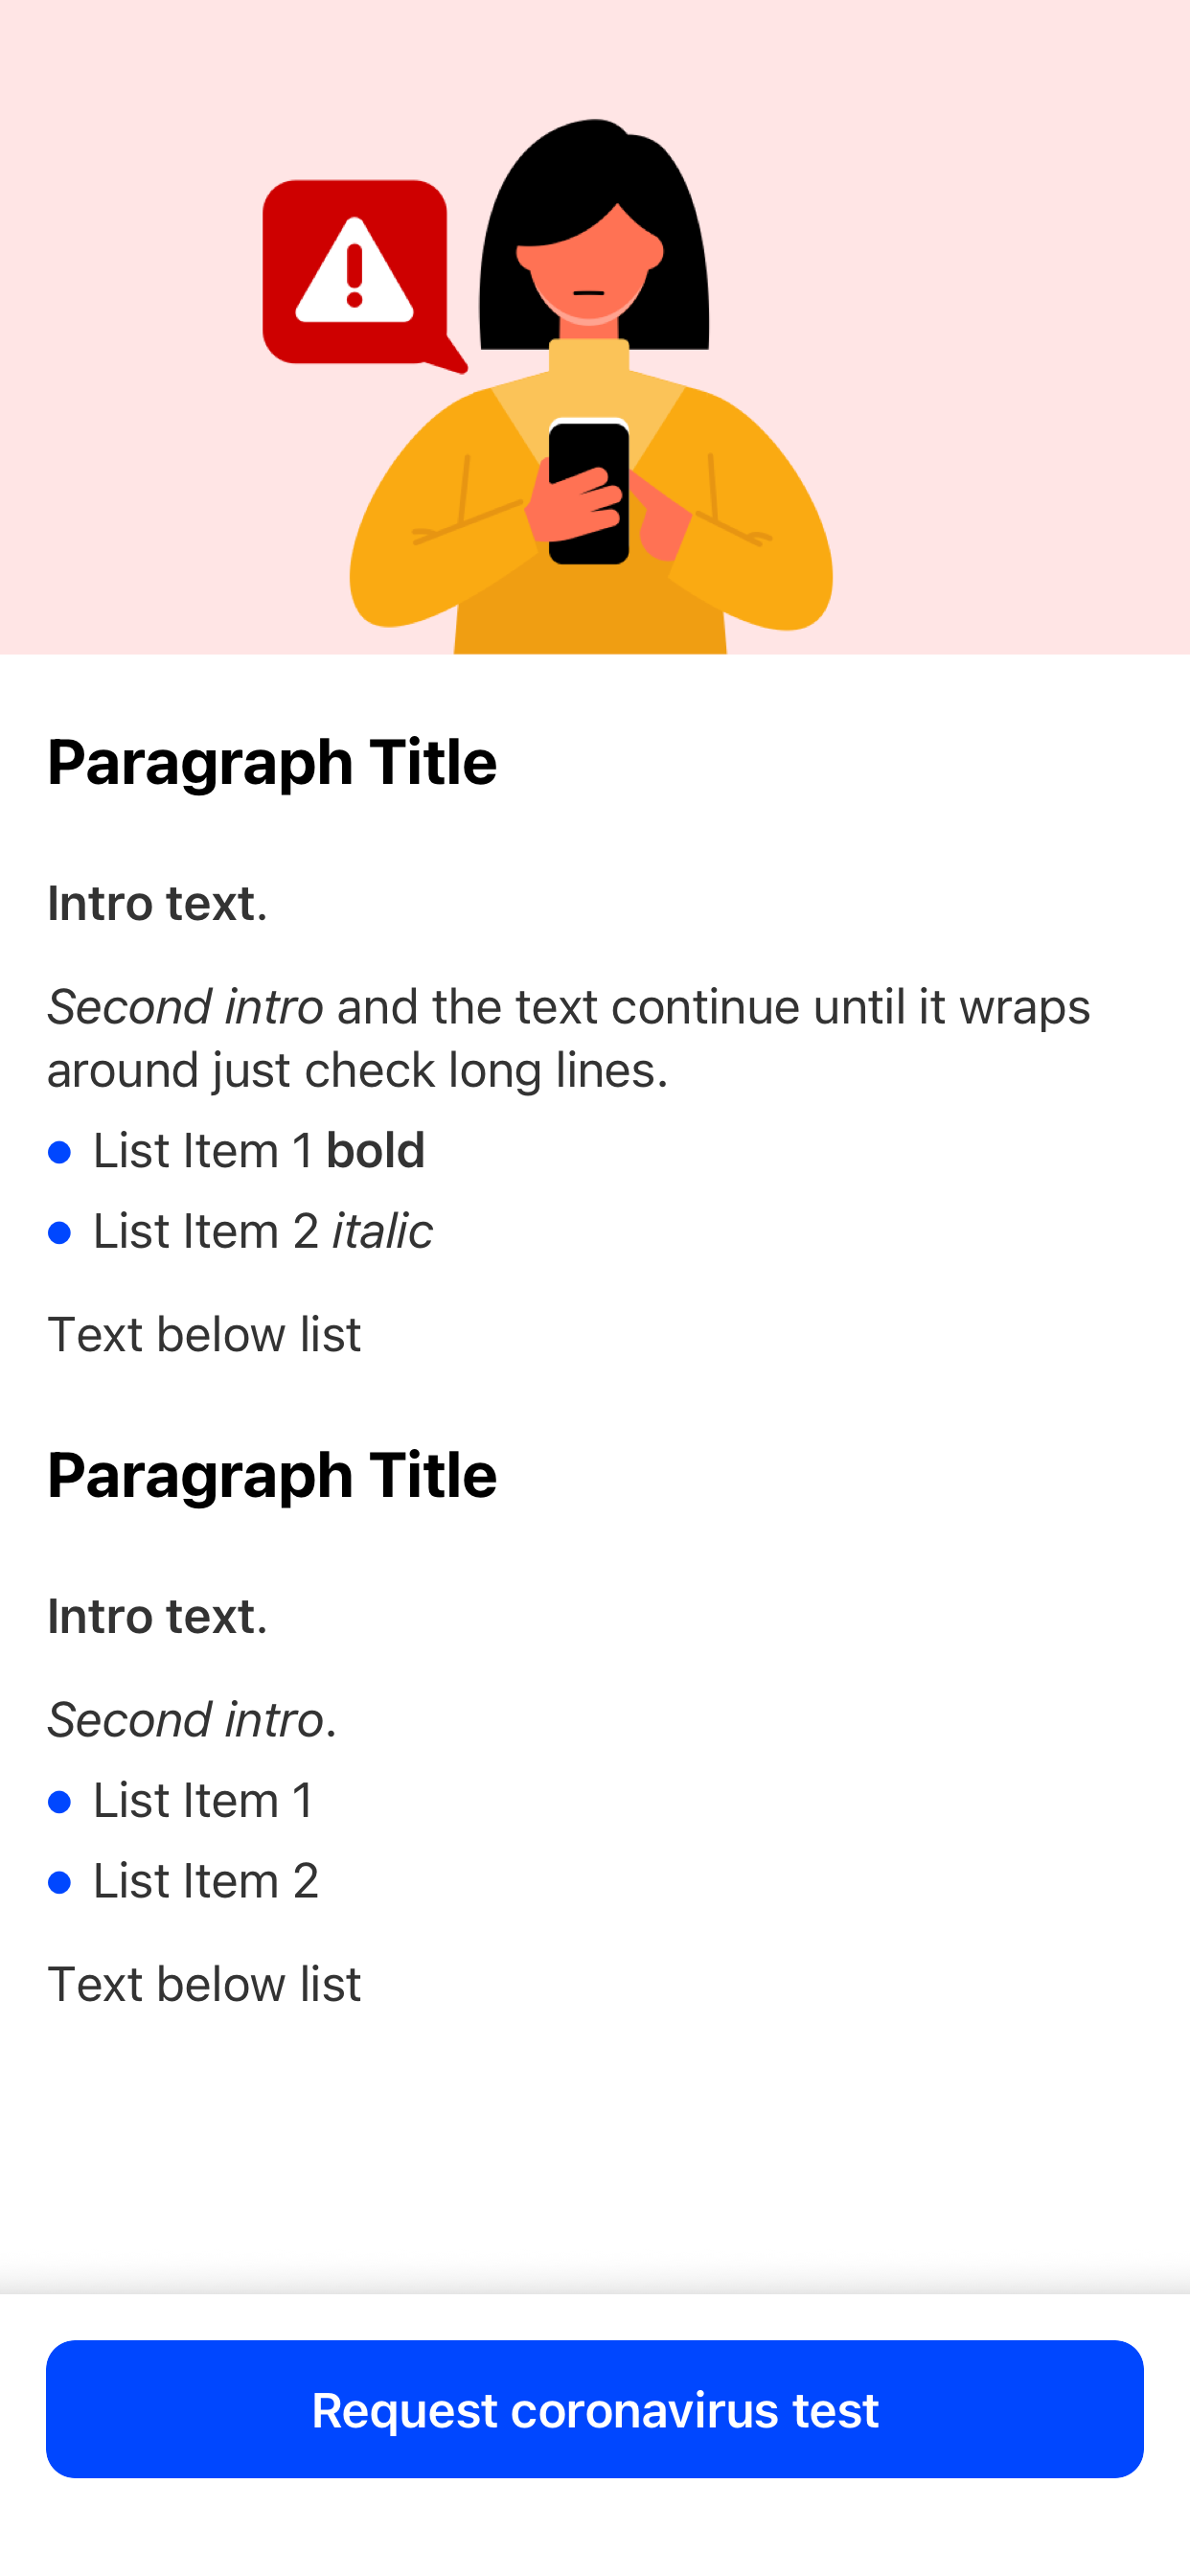 Paragraph Title
Intro text.
Second intro and the text continue until it wraps
around just check long lines.
List Item 1 bold
List Item 2 italic
Text below list
Paragraph Title
Intro text.
Second intro.
List Item 1
List Item 2
Text below list
Request coronavirus test